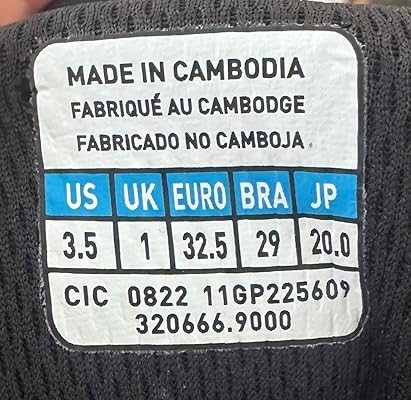 MADE IN CAMBODIA
FABRIQUÉ AU CAMBODGE
FABRICADO NO CAMBOJA
US UK EURO BRA JP
3.5 1 32.5 29 20.0
CIC 0822 11GP225609
320666.9000